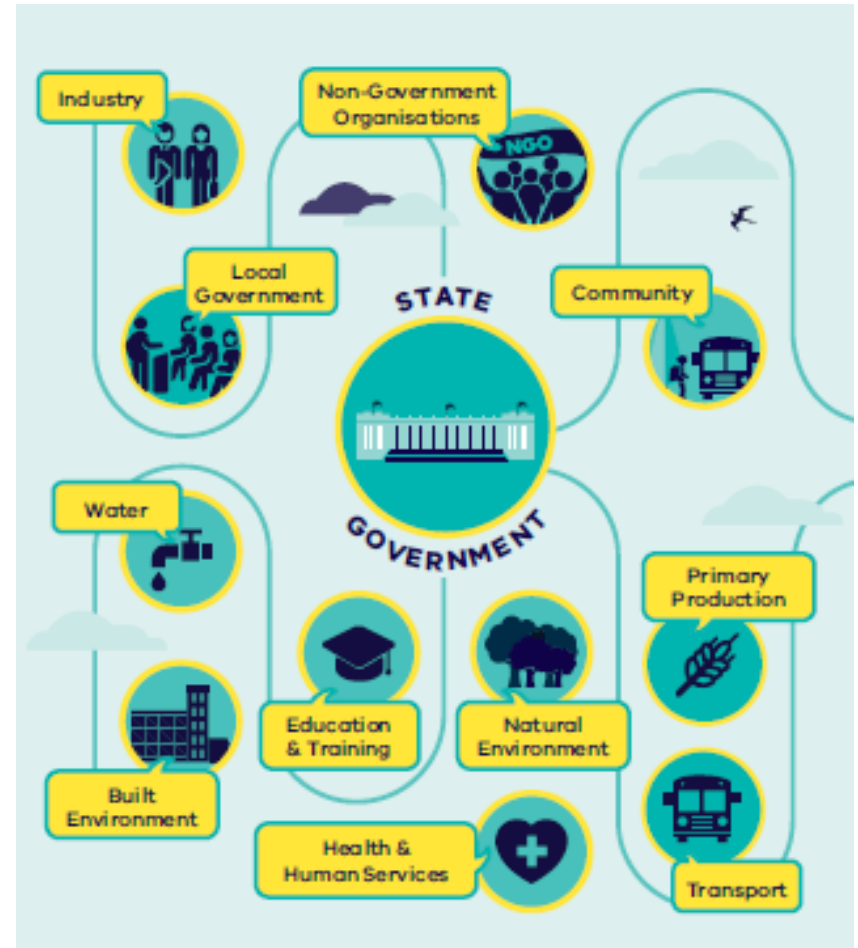 Industry
Non-Government
Organisations
NGO
Local
Government
STATE
GOVERNMENT
Community
Water
Primary
Production
Education
& Training
Natural
Environment
Built
Environment
Health &
Human Services
Transport